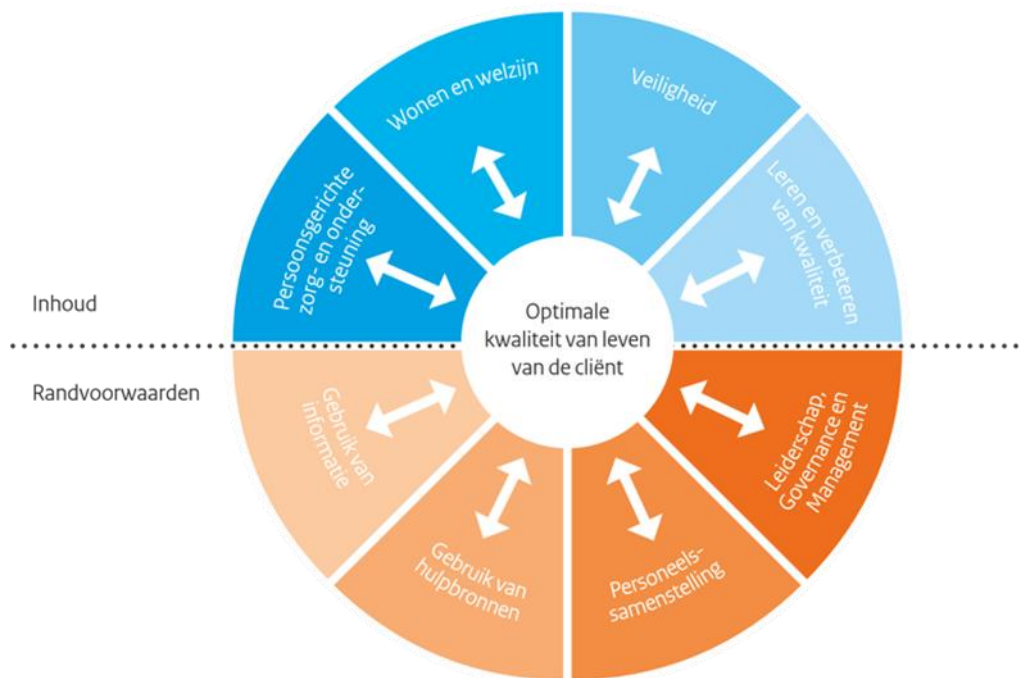 Wonen en welzijn
Veiligheid
Persoonsgerichte
zorg- en onder-
steuning
Leren en verbeteren
van kwaliteit
Inhoud
Optimale
kwaliteit van leven
van de cliënt
Randvoorwaarden
Gebruik van
informatie
Leiderschap,
Governance en
Management
Gebruik van
hulpbronnen
Personeels-
samenstelling